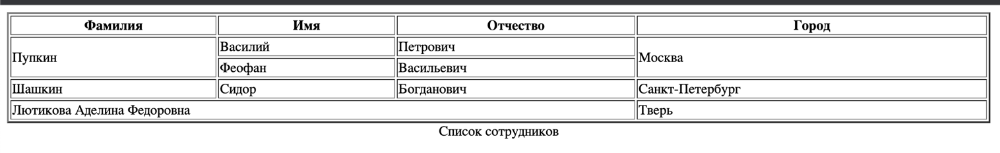 Фамилия Имя Отчество Город
Пупкин Василий Петрович Москва
Феофан Васильевич
Шашкин Сидор Богданович Санкт-Петербург
Лютикова Аделина Федоровна Тверь
Список сотрудников